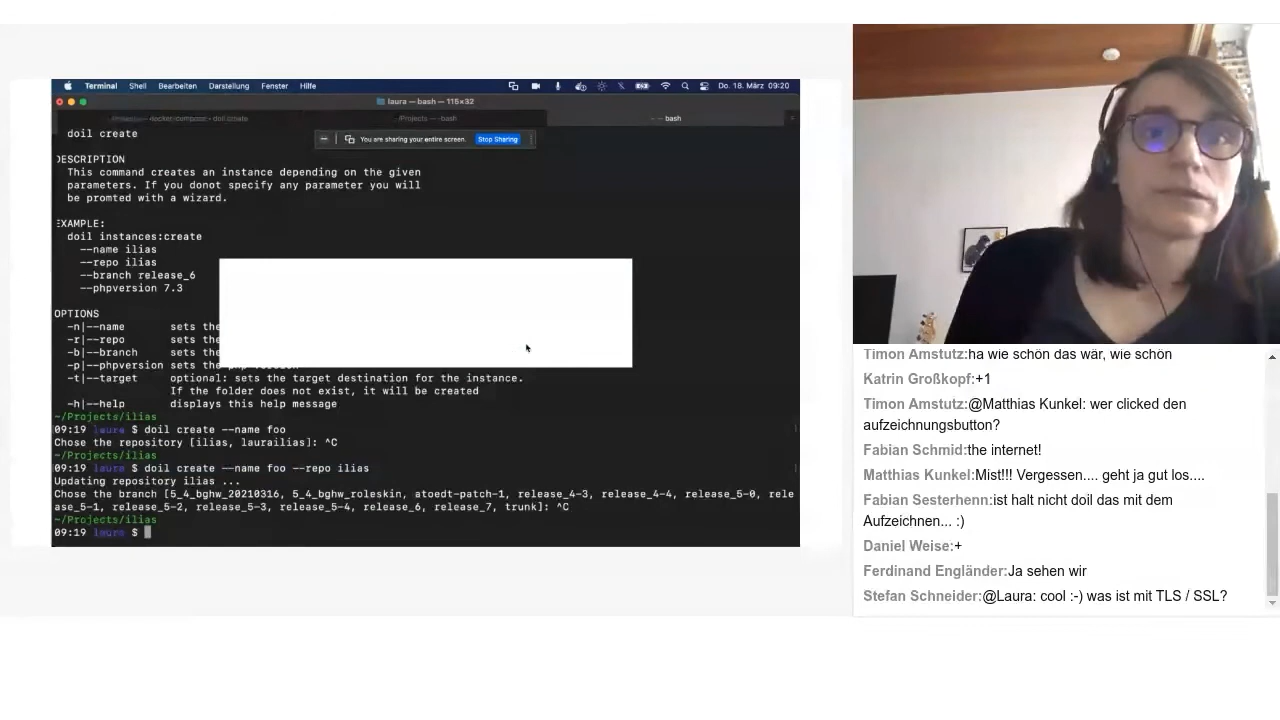 Terminal Shell Bearbeiten Darstellung Fenster Hilfe Do. 18. März 09:20
laura — bash — 115×32
~/Projects — -bash
~ — -bash
doil create
You are sharing your entire screen. Stop Sharing
DESCRIPTION
This command creates an instance depending on the given
parameters. If you donot specify any parameter you will
be promted with a wizard.
EXAMPLE:
doil instances:create
--name ilias
--repo ilias
--branch release_6
--phpversion 7.3
OPTIONS
-n|--name sets the
-r|--repo sets the
-b|--branch sets the
-p|--phpversion sets the php version
-t|--target optional: sets the target destination for the instance.
If the folder does not exist, it will be created
-h|--help displays this help message
~/Projects/ilias
09:19 laura $ doil create --name foo
Chose the repository [ilias, laurailias]: ^C
~/Projects/ilias
09:19 laura $ doil create --name foo --repo ilias
Updating repository ilias ...
Chose the branch [5_4_bghw_20210316, 5_4_bghw_roleskin, atoedt-patch-1, release_4-3, release_4-4, release_5-0, rele
ase_5-1, release_5-2, release_5-3, release_5-4, release_6, release_7, trunk]: ^C
~/Projects/ilias
09:19 laura $
Timon Amstutz:ha wie schön das wär, wie schön
Katrin Großkopf:+1
Timon Amstutz:@Matthias Kunkel: wer clicked den
aufzeichnungsbutton?
Fabian Schmid:the internet!
Matthias Kunkel:Mist!!! Vergessen.... geht ja gut los....
Fabian Sesterhenn:ist halt nicht doil das mit dem
Aufzeichnen... :)
Daniel Weise:+
Ferdinand Engländer:Ja sehen wir
Stefan Schneider:@Laura: cool :-) was ist mit TLS / SSL?